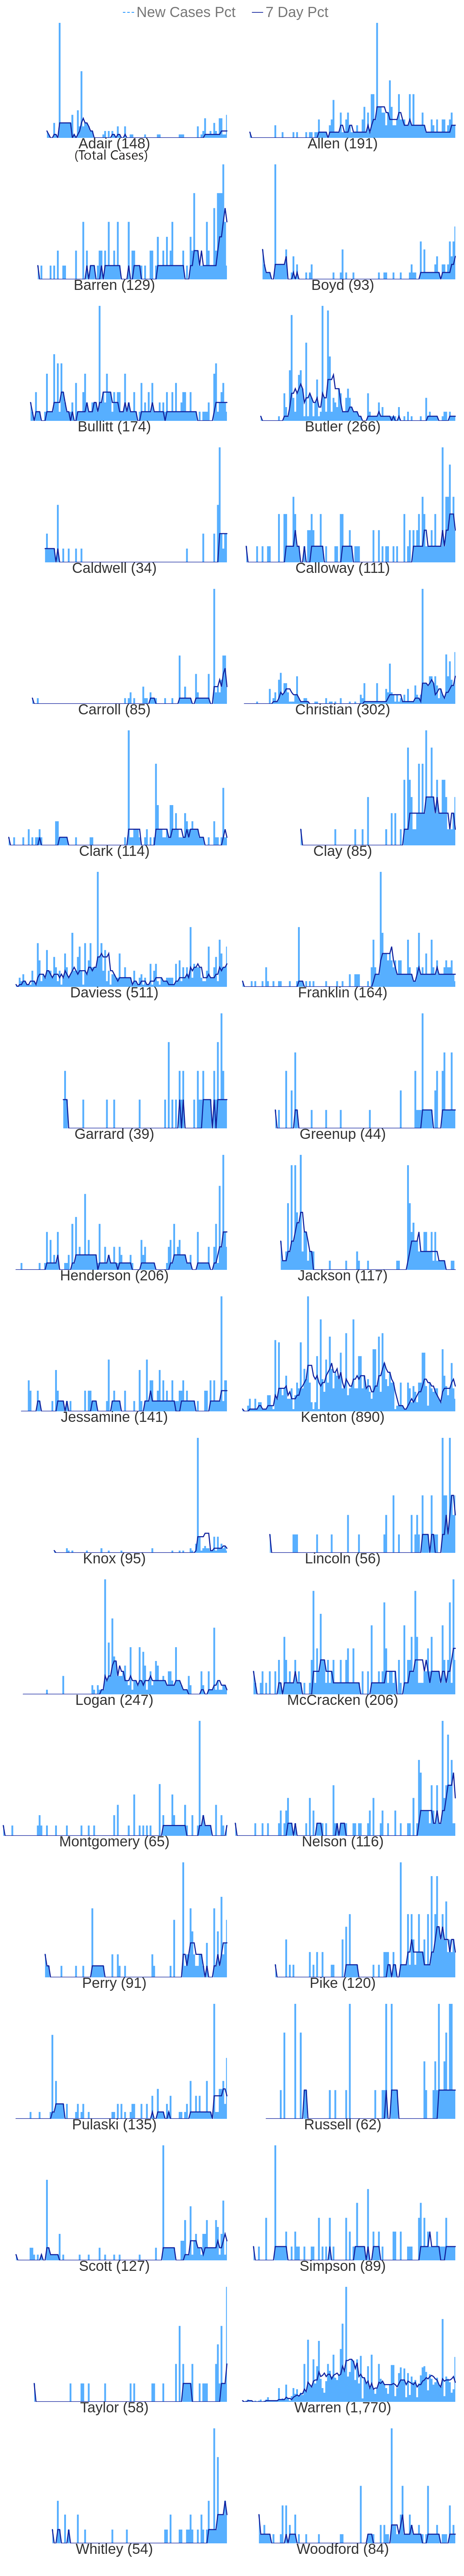 New Cases Pct 7 Day Pct
Adair (148) Allen (191)
(Total Cases)
Barren (129) Boyd (93)
Bullitt (174) Butler (266)
Caldwell (34) Calloway (111)
Carroll (85) Christian (302)
Clark (114) Clay (85)
Daviess (511) Franklin (164)
Garrard (39) Greenup (44)
Henderson (206) Jackson (117)
Jessamine (141) Kenton (890)
Knox (95) Lincoln (56)
Logan (247) McCracken (206)
Montgomery (65) Nelson (116)
Perry (91) Pike (120)
Pulaski (135) Russell (62)
Scott (127) Simpson (89)
Taylor (58) Warren (1,770)
Whitley (54) Woodford (84)